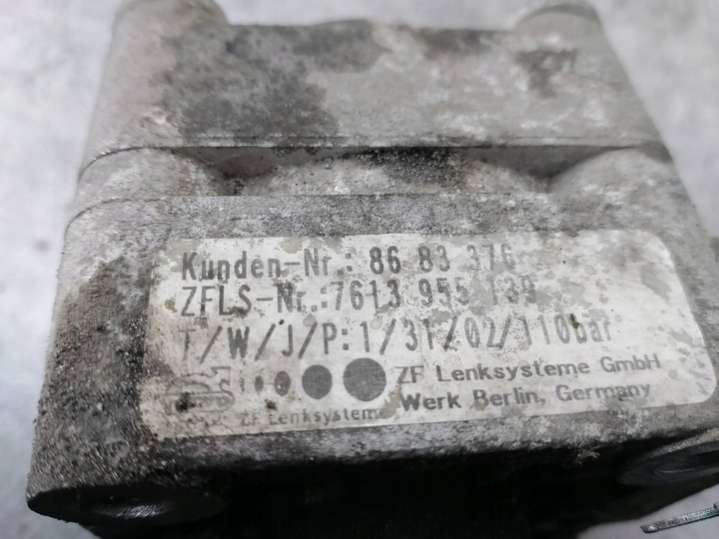 Kunden-Nr.: 86 83 376
ZFLS-Nr.:7613 955 139
T/W/J/P:1/31/02/110bar
ZF Lenksysteme GmbH
ZF Lenksysteme Werk Berlin, Germany